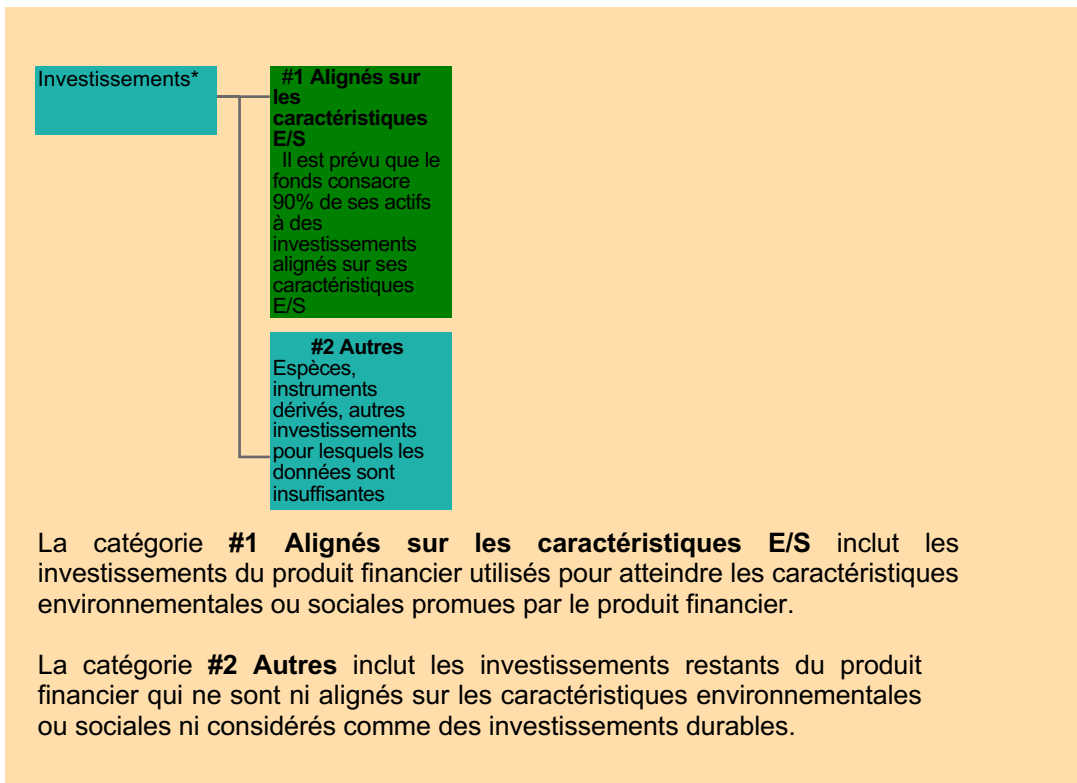 Investissements*
#1 Alignés sur
les
caractéristiques
E/S
Il est prévu que le
fonds consacre
90% de ses actifs
à des
investissements
alignés sur ses
caractéristiques
E/S
#2 Autres
Espèces,
instruments
dérivés, autres
investissements
pour lesquels les
données sont
insuffisantes
La catégorie #1 Alignés sur les caractéristiques E/S inclut les
investissements du produit financier utilisés pour atteindre les caractéristiques
environnementales ou sociales promues par le produit financier.
La catégorie #2 Autres inclut les investissements restants du produit
financier qui ne sont ni alignés sur les caractéristiques environnementales
ou sociales ni considérés comme des investissements durables.